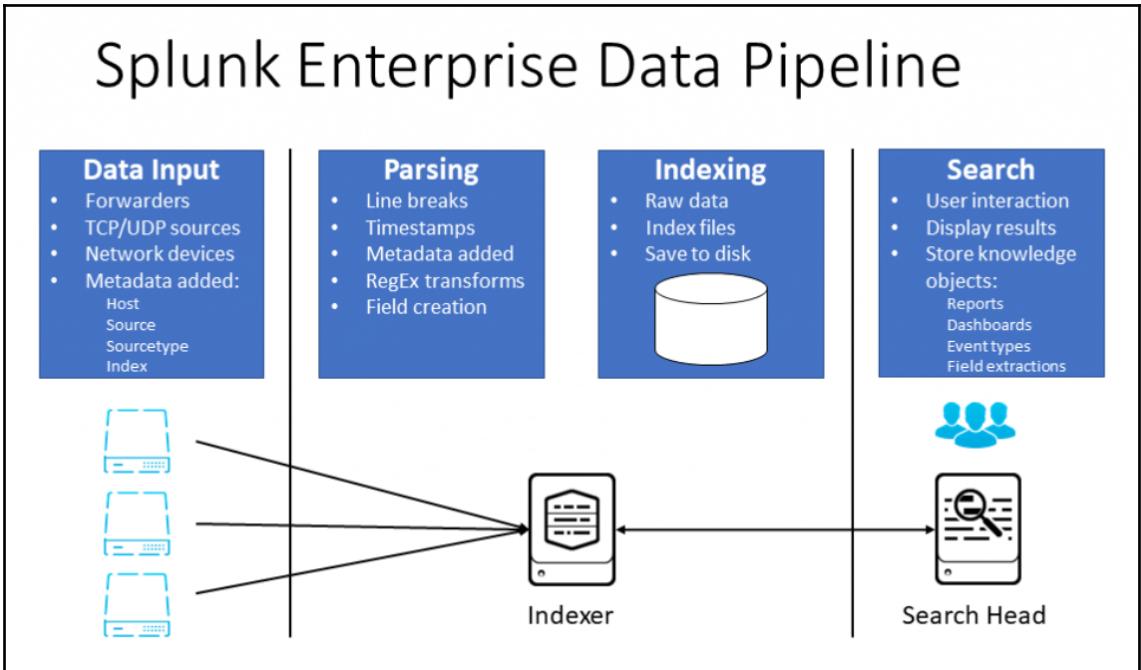 Splunk Enterprise Data Pipeline
Data Input
• Forwarders
• TCP/UDP sources
• Network devices
• Metadata added:
Host
Source
Sourcetype
Index
Parsing
• Line breaks
• Timestamps
• Metadata added
• RegEx transforms
• Field creation
Indexing
• Raw data
• Index files
• Save to disk
Search
• User interaction
• Display results
• Store knowledge
objects:
Reports
Dashboards
Event types
Field extractions
Indexer
Search Head